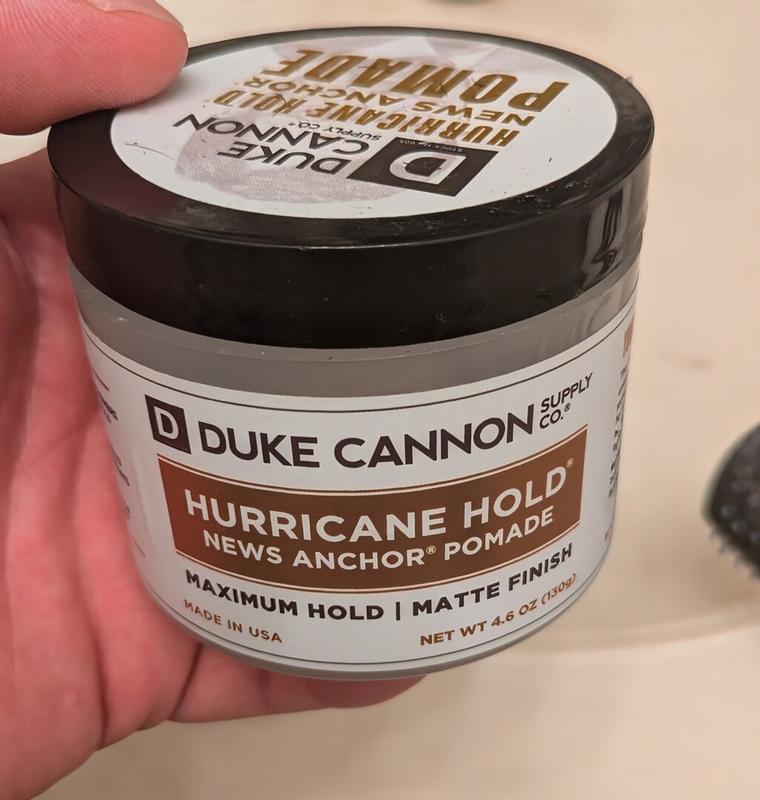 HURRICANE HOLD®
NEWS ANCHOR®
POMADE
D
DUKE
CANNON
SUPPLY CO.®
D DUKE CANNON SUPPLY CO.®
HURRICANE HOLD®
NEWS ANCHOR® POMADE
MAXIMUM HOLD | MATTE FINISH
MADE IN USA
NET WT 4.6 OZ (130g)